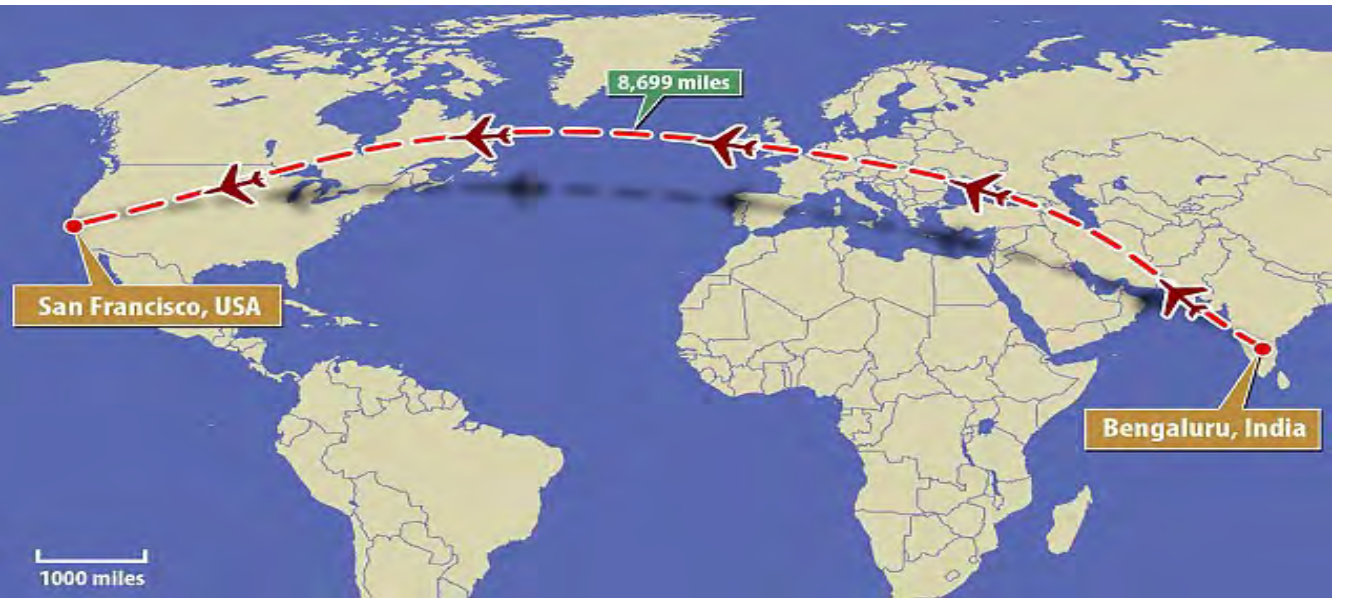 8,699 miles
San Francisco, USA
Bengaluru, India
1000 miles